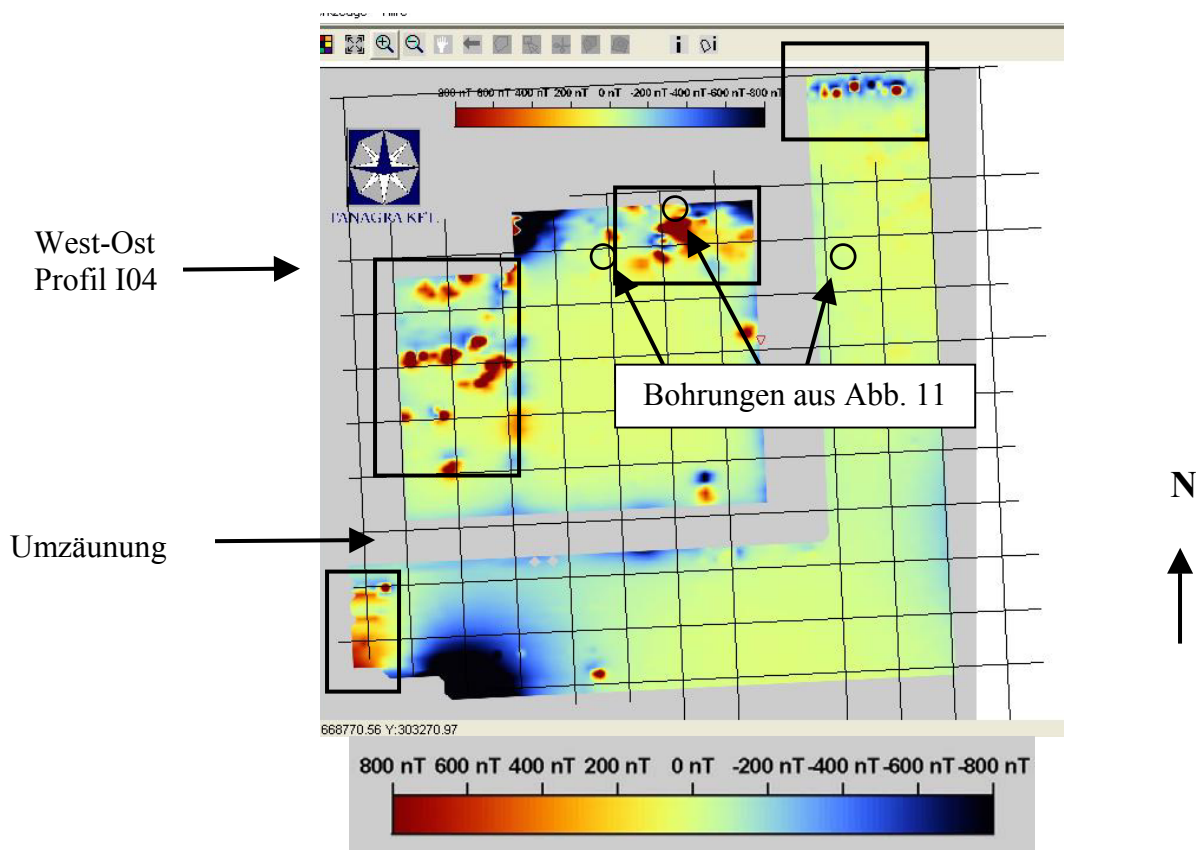 800 nT 600 nT 400 nT 200 nT 0 nT -200 nT -400 nT -600 nT -800 nT
PANAGRA KFT.
West-Ost
Profil I04
Bohrungen aus Abb. 11
N
Umzäunung
668770.56 Y:303270.97
800 nT 600 nT 400 nT 200 nT 0 nT -200 nT -400 nT -600 nT -800 nT